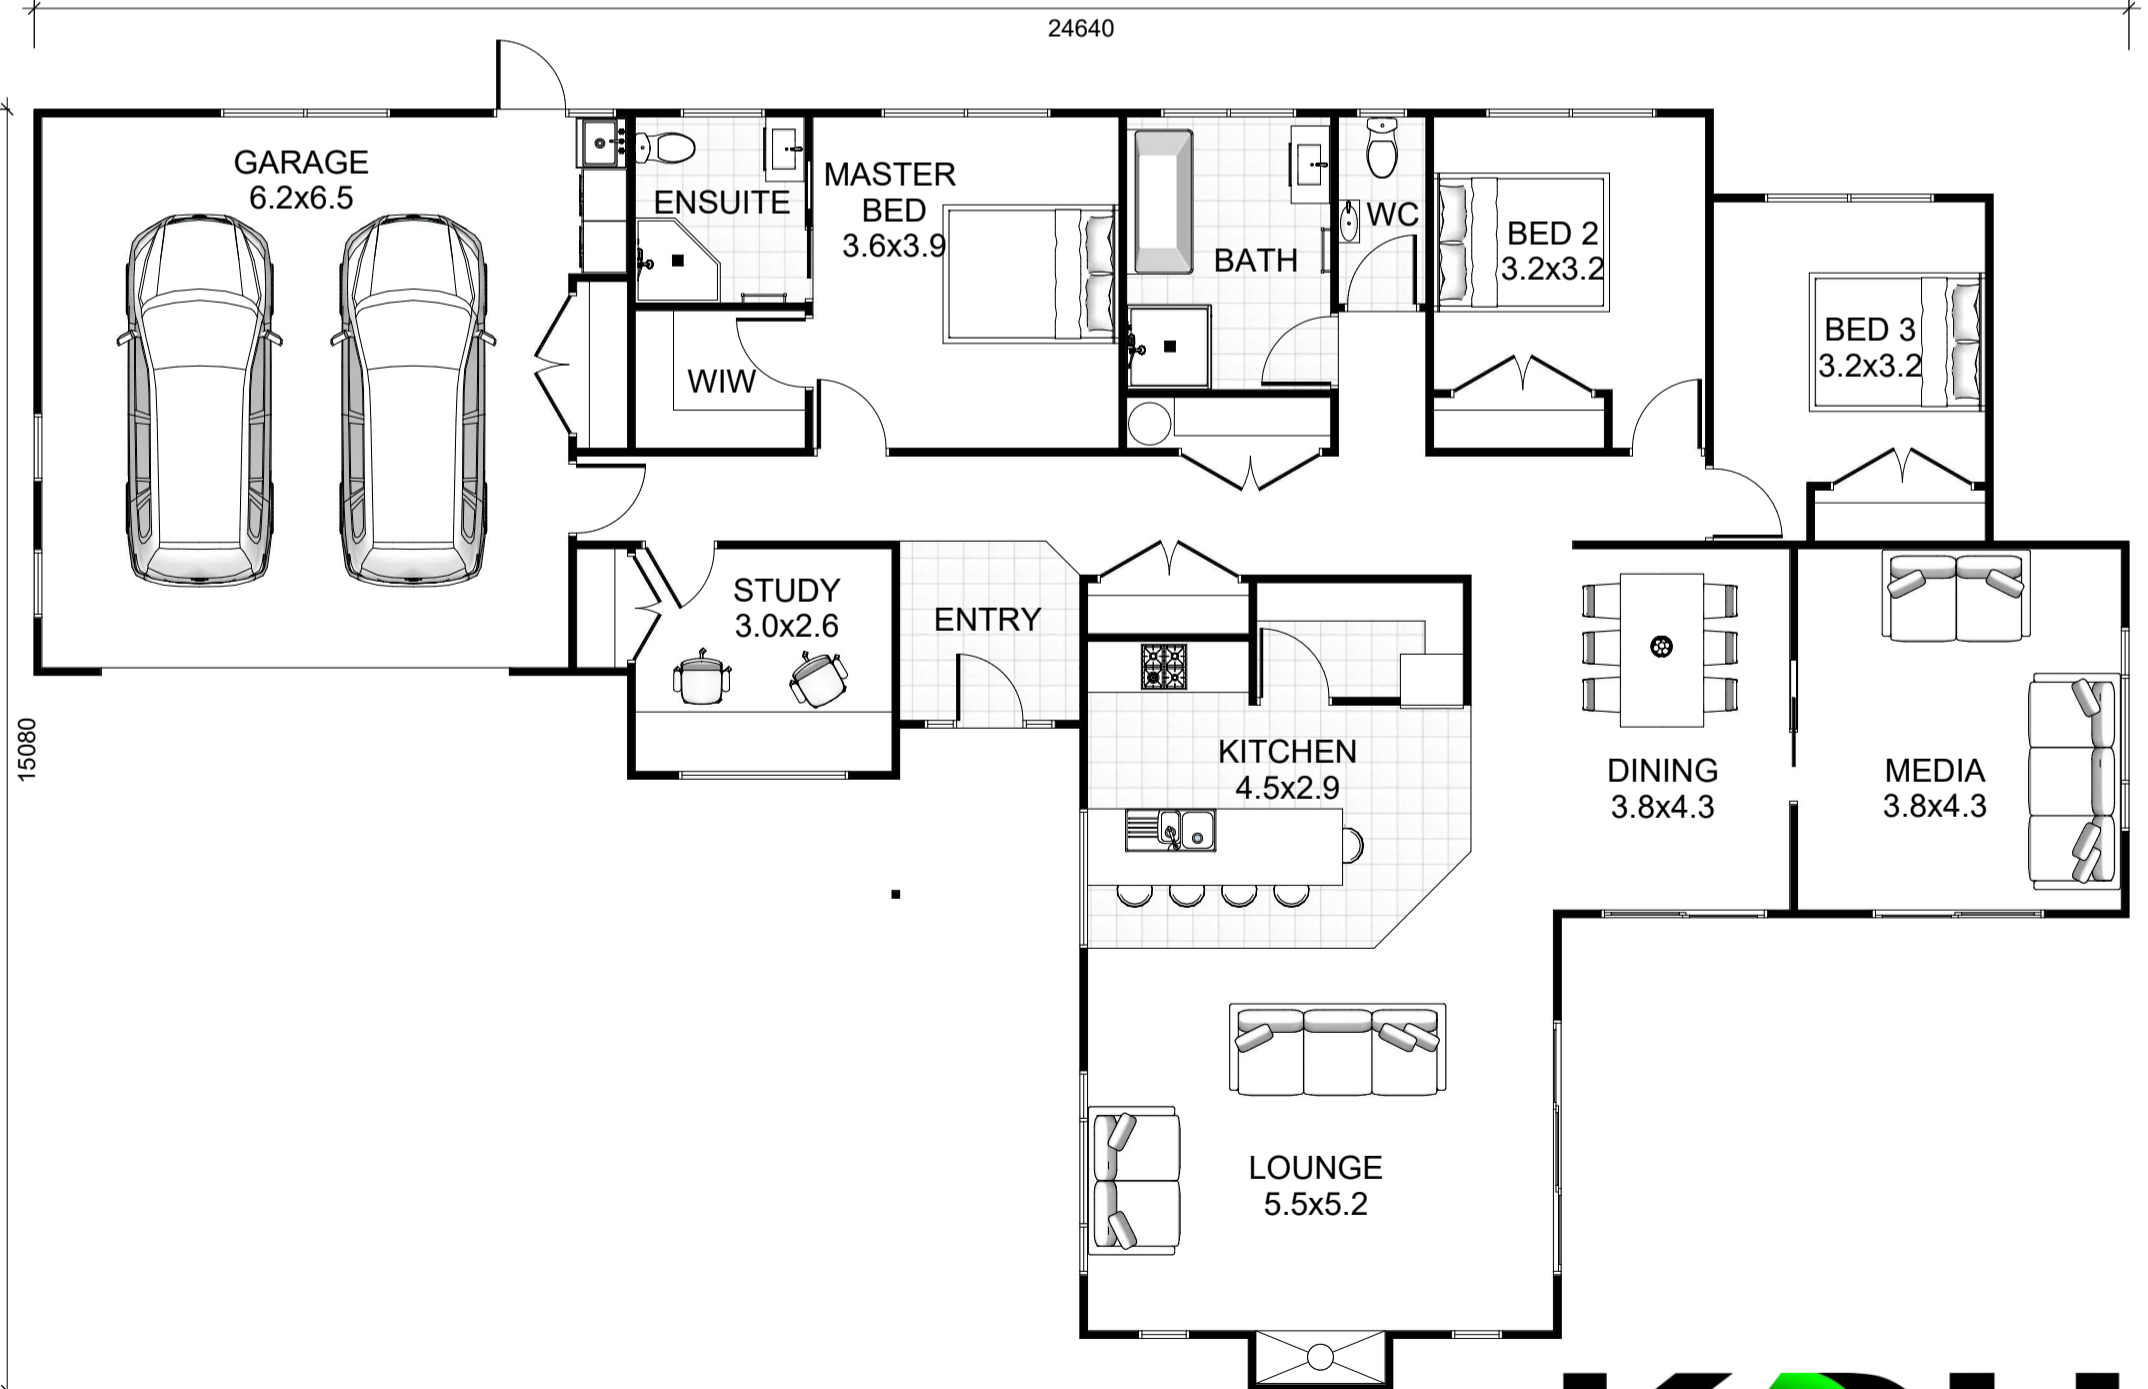 24640
GARAGE
6.2x6.5
ENSUITE
MASTER
BED
3.6x3.9
BATH
WC
BED 2
3.2x3.2
BED 3
3.2x3.2
WIW
STUDY
3.0x2.6
ENTRY
KITCHEN
4.5x2.9
DINING
3.8x4.3
MEDIA
3.8x4.3
15080
LOUNGE
5.5x5.2